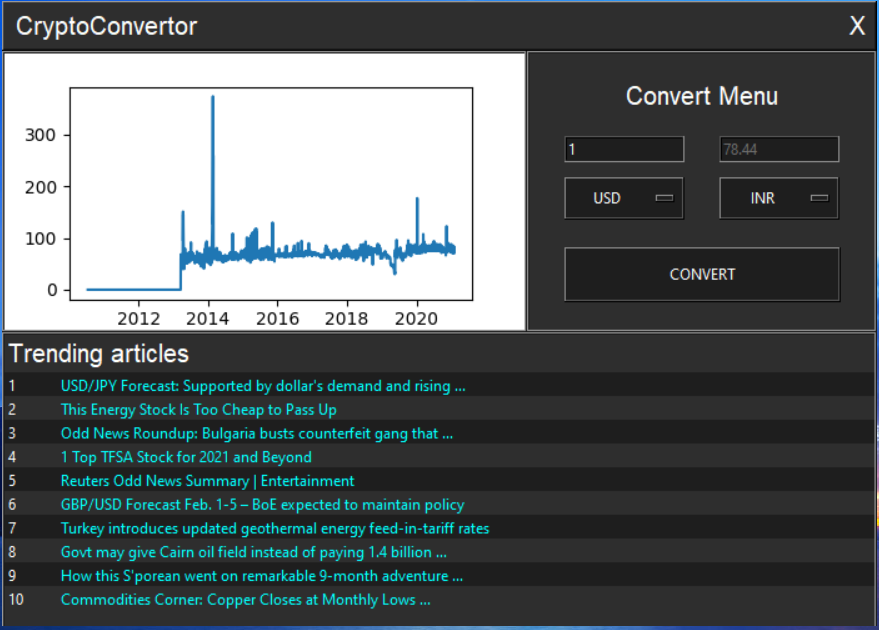 CryptoConvertor X
300
200
100
0
2012 2014 2016 2018 2020
Convert Menu
1 78.44
USD INR
CONVERT
Trending articles
1 USD/JPY Forecast: Supported by dollar's demand and rising ...
2 This Energy Stock Is Too Cheap to Pass Up
3 Odd News Roundup: Bulgaria busts counterfeit gang that ...
4 1 Top TFSA Stock for 2021 and Beyond
5 Reuters Odd News Summary | Entertainment
6 GBP/USD Forecast Feb. 1-5 – BoE expected to maintain policy
7 Turkey introduces updated geothermal energy feed-in-tariff rates
8 Govt may give Cairn oil field instead of paying 1.4 billion ...
9 How this S'porean went on remarkable 9-month adventure ...
10 Commodities Corner: Copper Closes at Monthly Lows ...